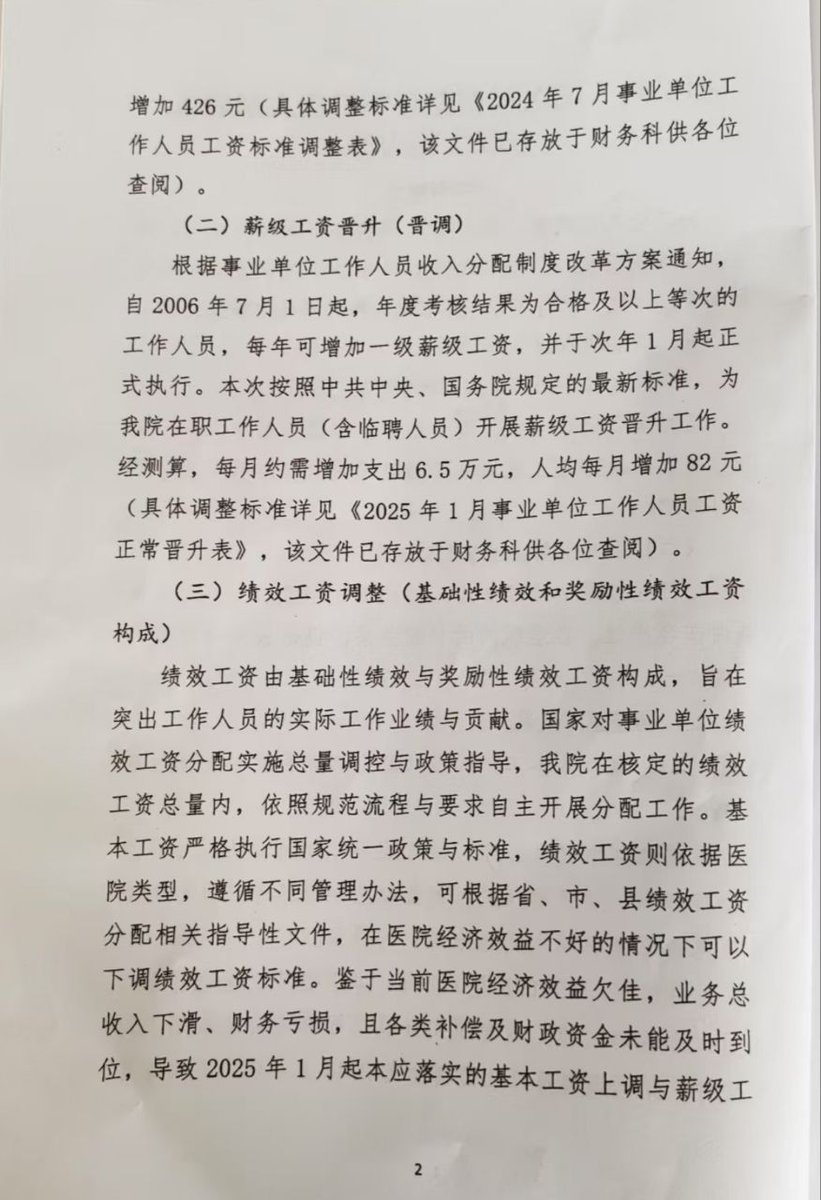 增加 426 元（具体调整标准详见《2024 年 7 月事业单位工
作人员工资标准调整表》，该文件已存放于财务科供各位
查阅）。
（二）薪级工资晋升（晋调）
根据事业单位工作人员收入分配制度改革方案通知，
自 2006 年 7 月 1 日起，年度考核结果为合格及以上等次的
工作人员，每年可增加一级薪级工资，并于次年 1 月起正
式执行。本次按照中共中央、国务院规定的最新标准，为
我院在职工作人员（含临聘人员）开展薪级工资晋升工作。
经测算，每月约需增加支出 6.5 万元，人均每月增加 82 元
（具体调整标准详见《2025 年 1 月事业单位工作人员工资
正常晋升表》，该文件已存放于财务科供各位查阅）。
（三）绩效工资调整（基础性绩效和奖励性绩效工资
构成）
绩效工资由基础性绩效与奖励性绩效工资构成，旨在
突出工作人员的实际工作业绩与贡献。国家对事业单位绩
效工资分配实施总量调控与政策指导，我院在核定的绩效
工资总量内，依照规范流程与要求自主开展分配工作。基
本工资严格执行国家统一政策与标准，绩效工资则依据医
院类型，遵循不同管理办法，可根据省、市、县绩效工资
分配相关指导性文件，在医院经济效益不好的情况下可以
下调绩效工资标准。鉴于当前医院经济效益欠佳，业务总
收入下滑、财务亏损，且各类补偿及财政资金未能及时到
位，导致 2025 年 1 月起本应落实的基本工资上调与薪级工
2